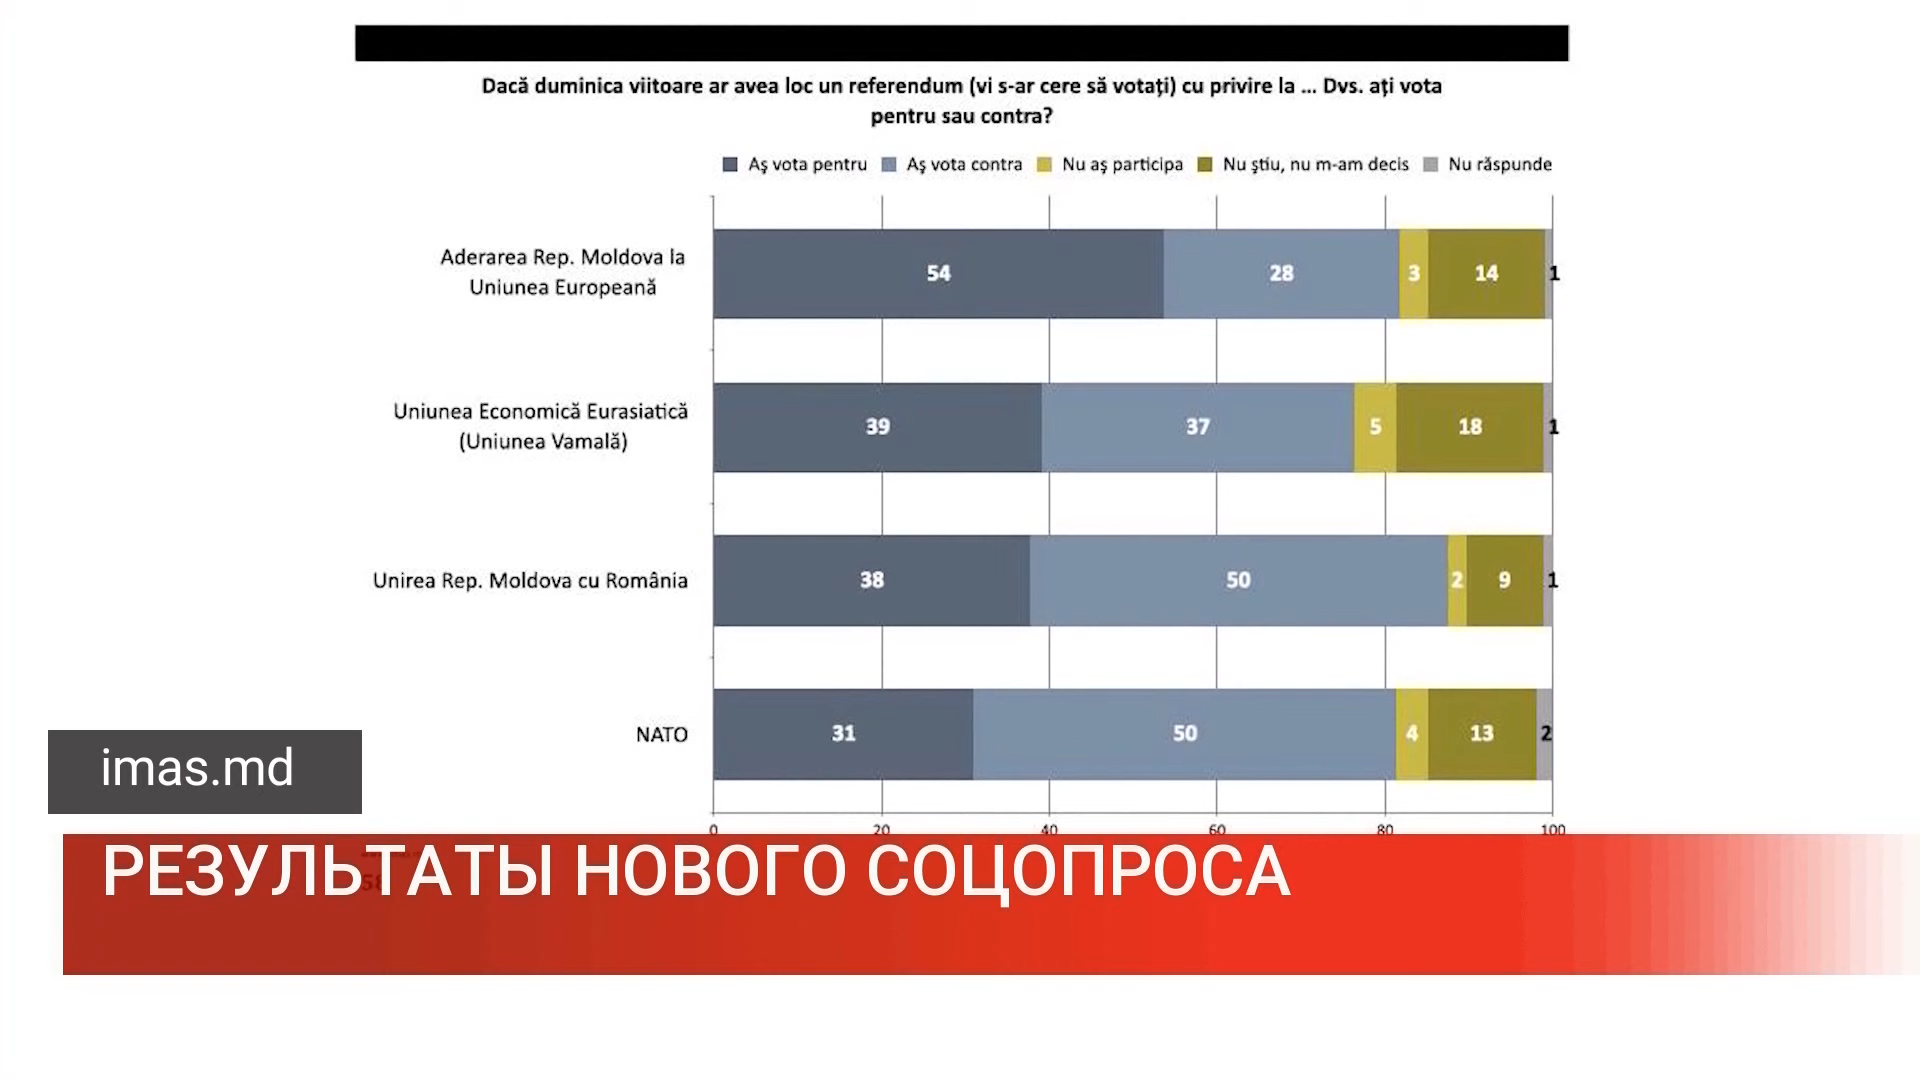 Dacă duminica viitoare ar avea loc un referendum (vi s-ar cere să votați) cu privire la ... Dvs. ați vota
pentru sau contra?
Aș vota pentru Aș vota contra Nu aș participa Nu știu, nu m-am decis Nu răspunde
Aderarea Rep. Moldova la
Uniunea Europeană
54 28 3 14 1
Uniunea Economică Eurasiatică
(Uniunea Vamală)
39 37 5 18 1
Unirea Rep. Moldova cu România
38 50 2 9 1
NATO
31 50 4 13 2
0 20 40 60 80 100
imas.md
РЕЗУЛЬТАТЫ НОВОГО СОЦОПРОСА